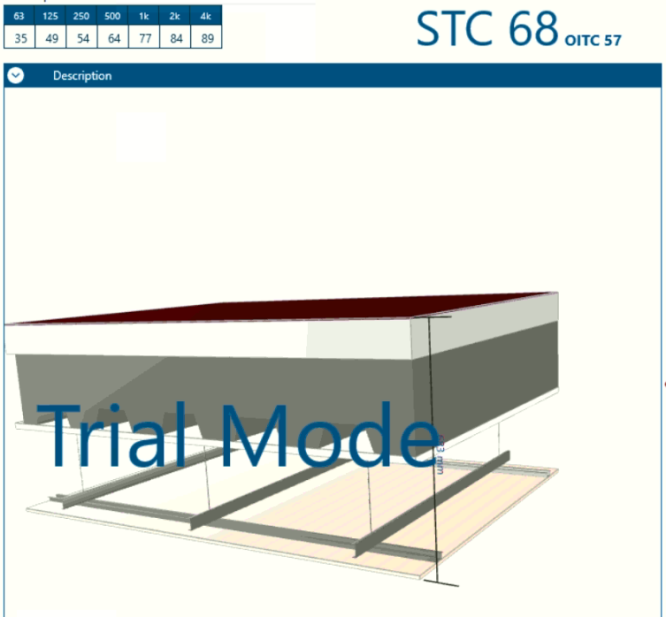 63 125 250 500 1k 2k 4k
35 49 54 64 77 84 89
STC 68 OITC 57
Description
Trial Mode
mm